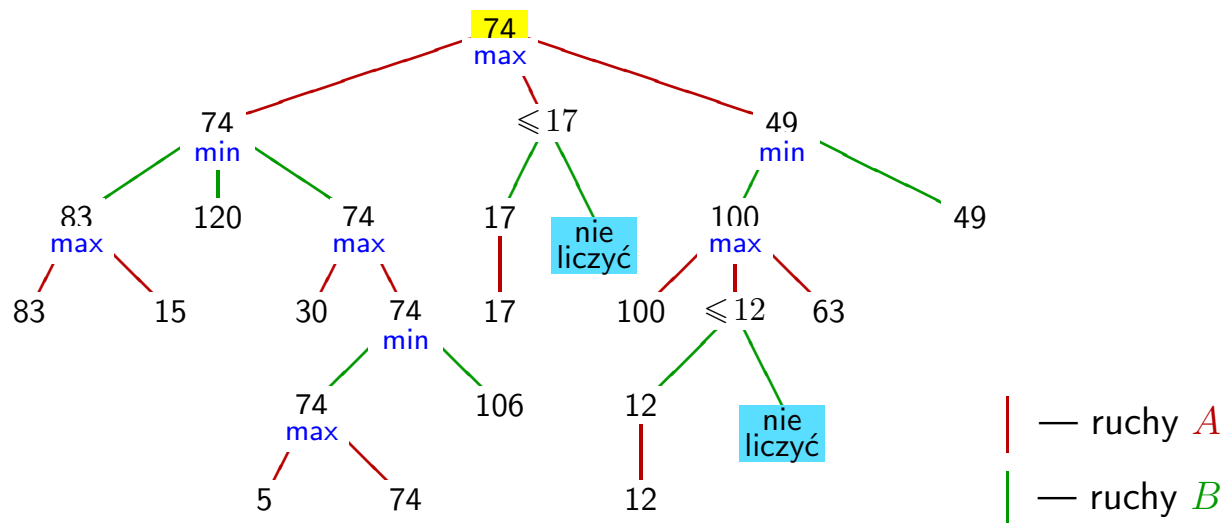 74
max
74
⩽17
49
min
min
83
120
74
17
nie
liczyć
100
49
max
max
max
83
15
30
74
17
100
⩽12
63
min
74
106
12
nie
liczyć
max
5
74
12
— ruchy A
— ruchy B